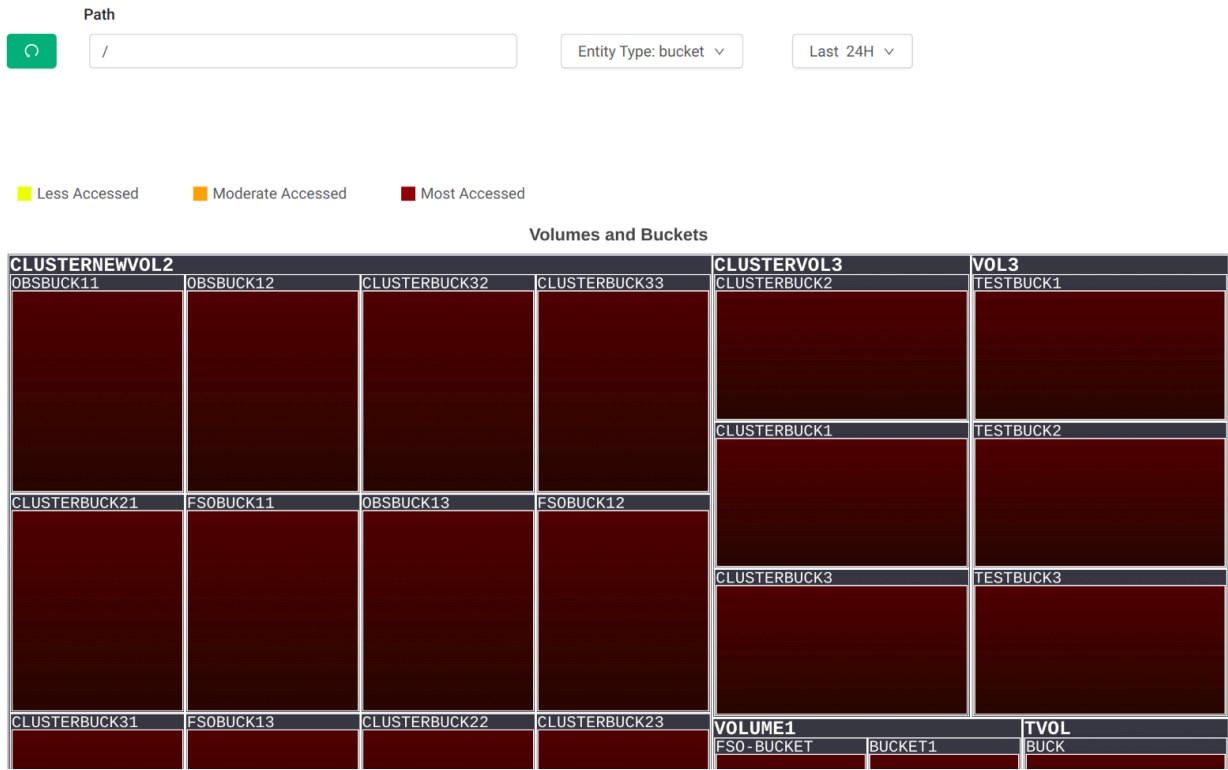 Path
/
Entity Type: bucket
Last 24H
Less Accessed
Moderate Accessed
Most Accessed
Volumes and Buckets
CLUSTERNEWVOL2
OBSBUCK11
OBSBUCK12
CLUSTERBUCK32
CLUSTERBUCK33
CLUSTERBUCK21
FSOBUCK11
OBSBUCK13
FSOBUCK12
CLUSTERBUCK31
FSOBUCK13
CLUSTERBUCK22
CLUSTERBUCK23
CLUSTERVOL3
CLUSTERBUCK2
CLUSTERBUCK1
CLUSTERBUCK3
VOL3
TESTBUCK1
TESTBUCK2
TESTBUCK3
VOLUME1
FSO-BUCKET
BUCKET1
TVOL
BUCK